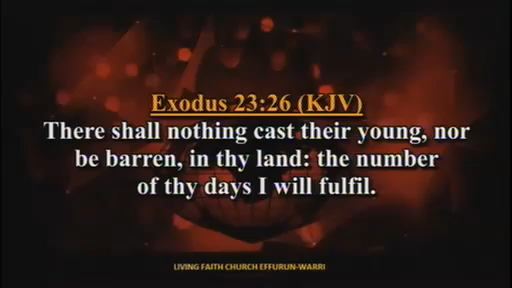 Exodus 23:26 (KJV)
There shall nothing cast their young, nor
be barren, in thy land: the number
of thy days I will fulfil.
LIVING FAITH CHURCH EFFURUN-WARRI